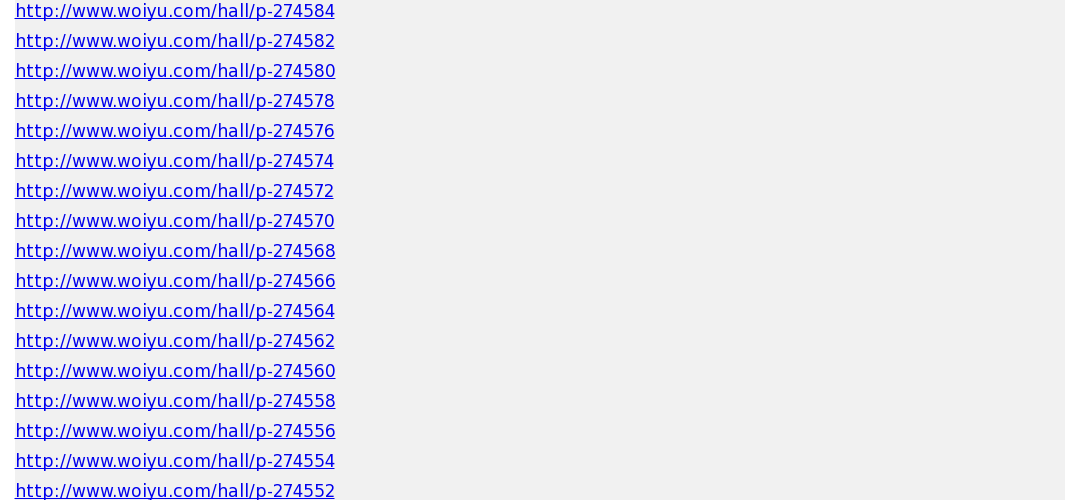 http://www.woiyu.com/hall/p-274584
http://www.woiyu.com/hall/p-274582
http://www.woiyu.com/hall/p-274580
http://www.woiyu.com/hall/p-274578
http://www.woiyu.com/hall/p-274576
http://www.woiyu.com/hall/p-274574
http://www.woiyu.com/hall/p-274572
http://www.woiyu.com/hall/p-274570
http://www.woiyu.com/hall/p-274568
http://www.woiyu.com/hall/p-274566
http://www.woiyu.com/hall/p-274564
http://www.woiyu.com/hall/p-274562
http://www.woiyu.com/hall/p-274560
http://www.woiyu.com/hall/p-274558
http://www.woiyu.com/hall/p-274556
http://www.woiyu.com/hall/p-274554
http://www.woiyu.com/hall/p-274552